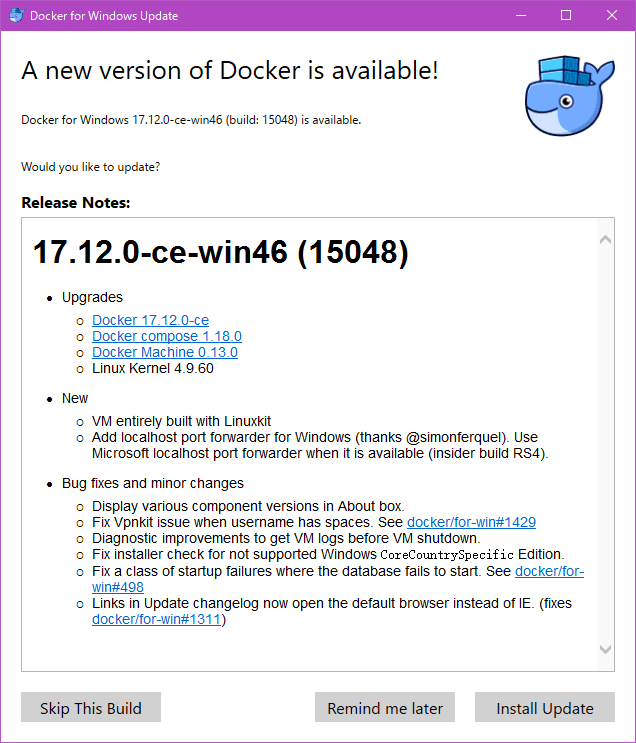 Docker for Windows Update
A new version of Docker is available!
Docker for Windows 17.12.0-ce-win46 (build: 15048) is available.
Would you like to update?
Release Notes:
17.12.0-ce-win46 (15048)
Upgrades
Docker 17.12.0-ce
Docker compose 1.18.0
Docker Machine 0.13.0
Linux Kernel 4.9.60
New
VM entirely built with Linuxkit
Add localhost port forwarder for Windows (thanks @simonferquel). Use
Microsoft localhost port forwarder when it is available (insider build RS4).
Bug fixes and minor changes
Display various component versions in About box.
Fix Vpnkit issue when username has spaces. See docker/for-win#1429
Diagnostic improvements to get VM logs before VM shutdown.
Fix installer check for not supported Windows CoreCountrySpecific Edition.
Fix a class of startup failures where the database fails to start. See docker/for-
win#498
Links in Update changelog now open the default browser instead of IE. (fixes
docker/for-win#1311)
Skip This Build
Remind me later
Install Update